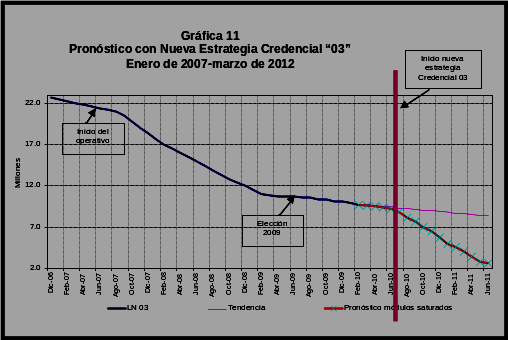 Gráfica 11
Pronóstico con Nueva Estrategia Credencial “03”
Enero de 2007-marzo de 2012
Inido nueva
estrategia
Credencial 03
Inido del
operativo
Elección
2009
Millones
22.0
17.0
12.0
7.0
2.0
Dic-06
Feb-07
Abr-07
Jun-07
Ago-07
Oct-07
Dic-07
Feb-08
Abr-08
Jun-08
Ago-08
Oct-08
Dic-08
Feb-09
Abr-09
Jun-09
Ago-09
Oct-09
Dic-09
Feb-10
Abr-10
Jun-10
Ago-10
Oct-10
Dic-10
Feb-11
Abr-11
Jun-11
LN 03
Tendencia
Pronóstico módulos saturados